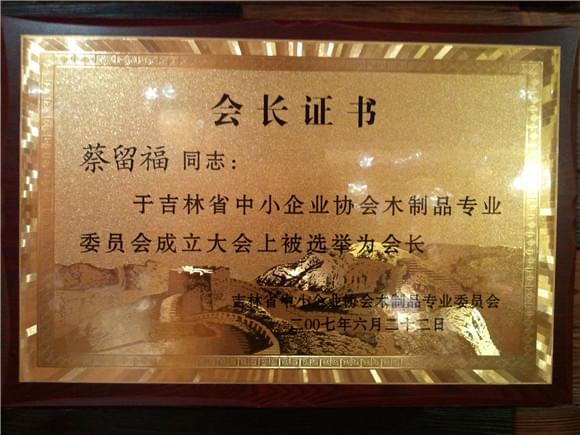 会长证书
蔡留福 同志：
于吉林省中小企业协会木制品专业
委员会成立大会上被选举为会长
吉林省中小企业协会木制品专业委员会
二00七年六月二十二日